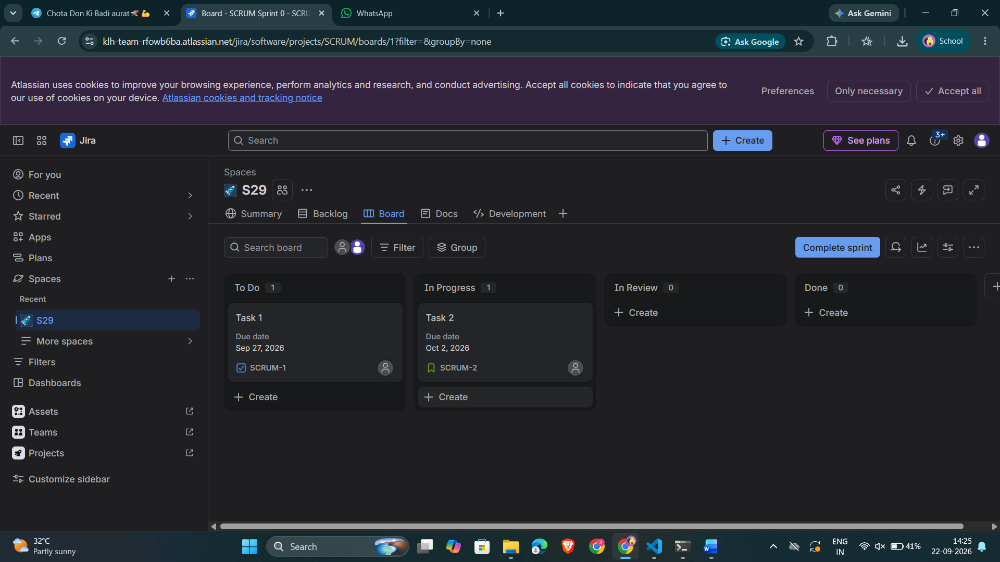 Chota Don Ki Badi aurat
Board - SCRUM Sprint 0 - SCRU
WhatsApp
Ask Gemini
klh-team-rfowb6ba.atlassian.net/jira/software/projects/SCRUM/boards/1?filter=&groupBy=none
Ask Google
School
Atlassian uses cookies to improve your browsing experience, perform analytics and research, and conduct advertising. Accept all cookies to indicate that you agree to
our use of cookies on your device. Atlassian cookies and tracking notice
Preferences
Only necessary
Accept all
Jira
Search
Create
See plans
3+
For you
Recent
Starred
Apps
Plans
Spaces
Recent
S29
More spaces
Filters
Dashboards
Assets
Teams
Projects
Customize sidebar
Spaces
S29
Summary
Backlog
Board
Docs
Development
Search board
Filter
Group
Complete sprint
To Do 1
Task 1
Due date
Sep 27, 2026
SCRUM-1
Create
In Progress 1
Task 2
Due date
Oct 2, 2026
SCRUM-2
Create
In Review 0
Create
Done 0
Create
32°C
Partly sunny
Search
ENG
IN
41%
14:25
22-09-2026